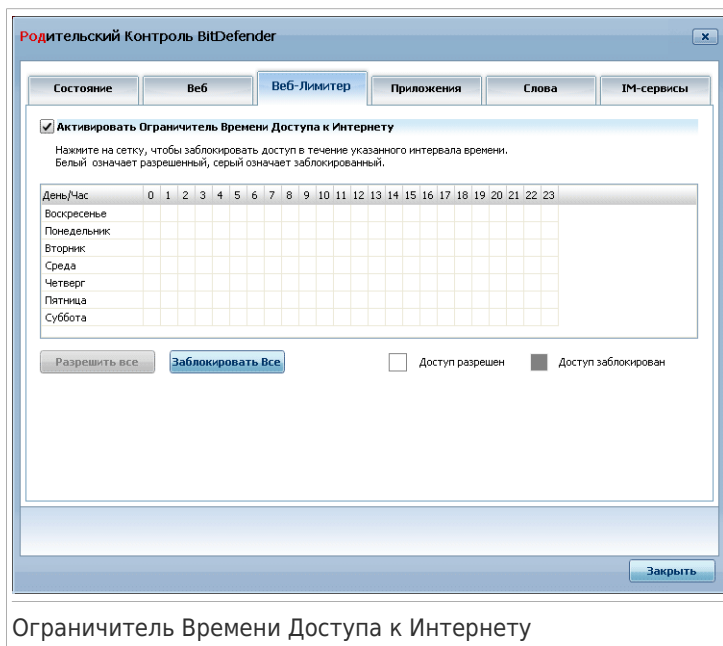 Родительский Контроль BitDefender
Состояние Веб Веб-Лимитер Приложения Слова IM-сервисы
Активировать Ограничитель Времени Доступа к Интернету
Нажмите на сетку, чтобы заблокировать доступ в течение указанного интервала времени.
Белый означает разрешенный, серый означает заблокированный.
День/Час 0 1 2 3 4 5 6 7 8 9 10 11 12 13 14 15 16 17 18 19 20 21 22 23
Воскресенье
Понедельник
Вторник
Среда
Четверг
Пятница
Суббота
Разрешить все Заблокировать Все Доступ разрешен Доступ заблокирован
Закрыть
Ограничитель Времени Доступа к Интернету